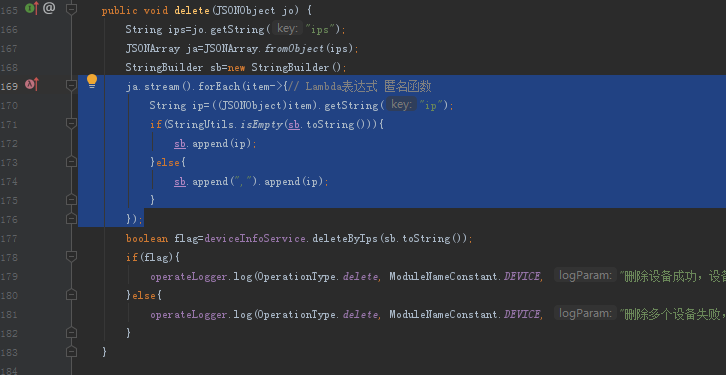 165 public void delete(JSONObject jo) {
166 String ips=jo.getString( key: "ips");
167 JSONArray ja=JSONArray.fromObject(ips);
168 StringBuilder sb=new StringBuilder();
169 ja.stream().forEach(item->{// Lambda表达式 匿名函数
170 String ip=((JSONObject)item).getString( key: "ip");
171 if(StringUtils.isEmpty(sb.toString())){
172 sb.append(ip);
173 }else{
174 sb.append(",").append(ip);
175 }
176 });
177 boolean flag=deviceInfoService.deleteByIps(sb.toString());
178 if(flag){
179 operateLogger.log(OperationType.delete, ModuleNameConstant.DEVICE, logParam: "删除设备成功，设备
180 }else{
181 operateLogger.log(OperationType.delete, ModuleNameConstant.DEVICE, logParam: "删除多个设备失败，
182 }
183 }
184